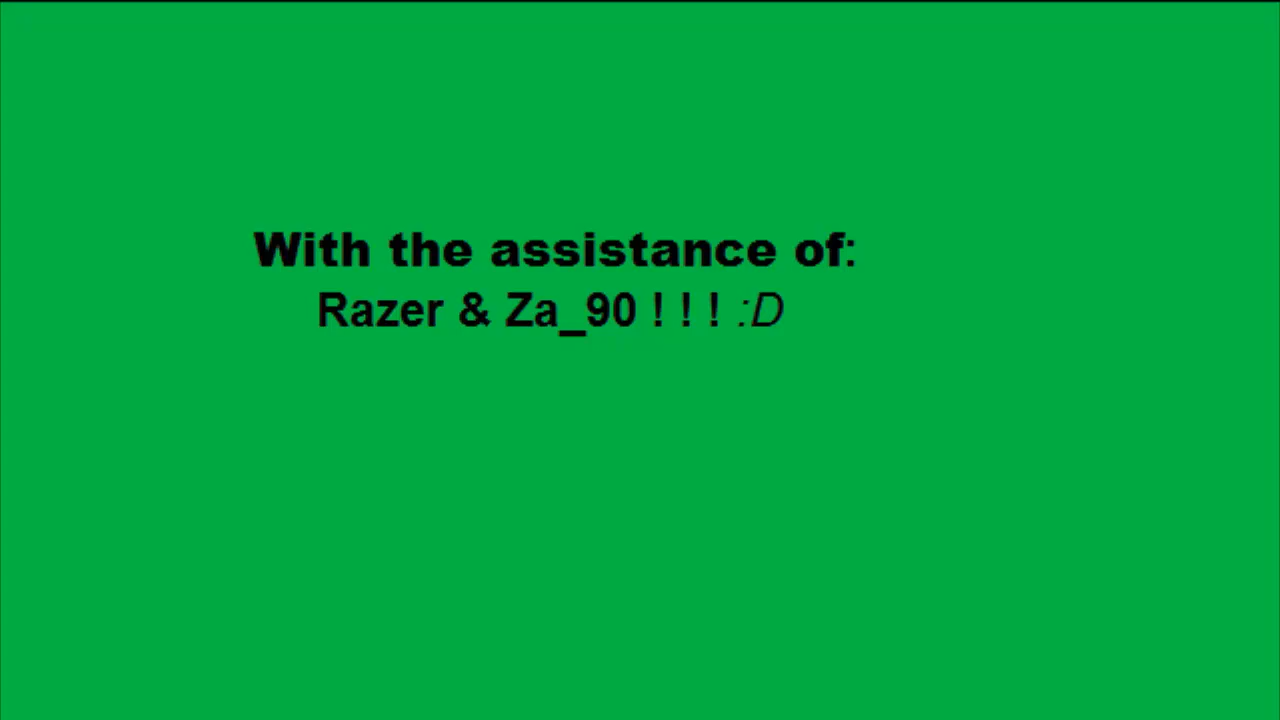 With the assistance of:
Razer & Za_90 ! ! ! :D